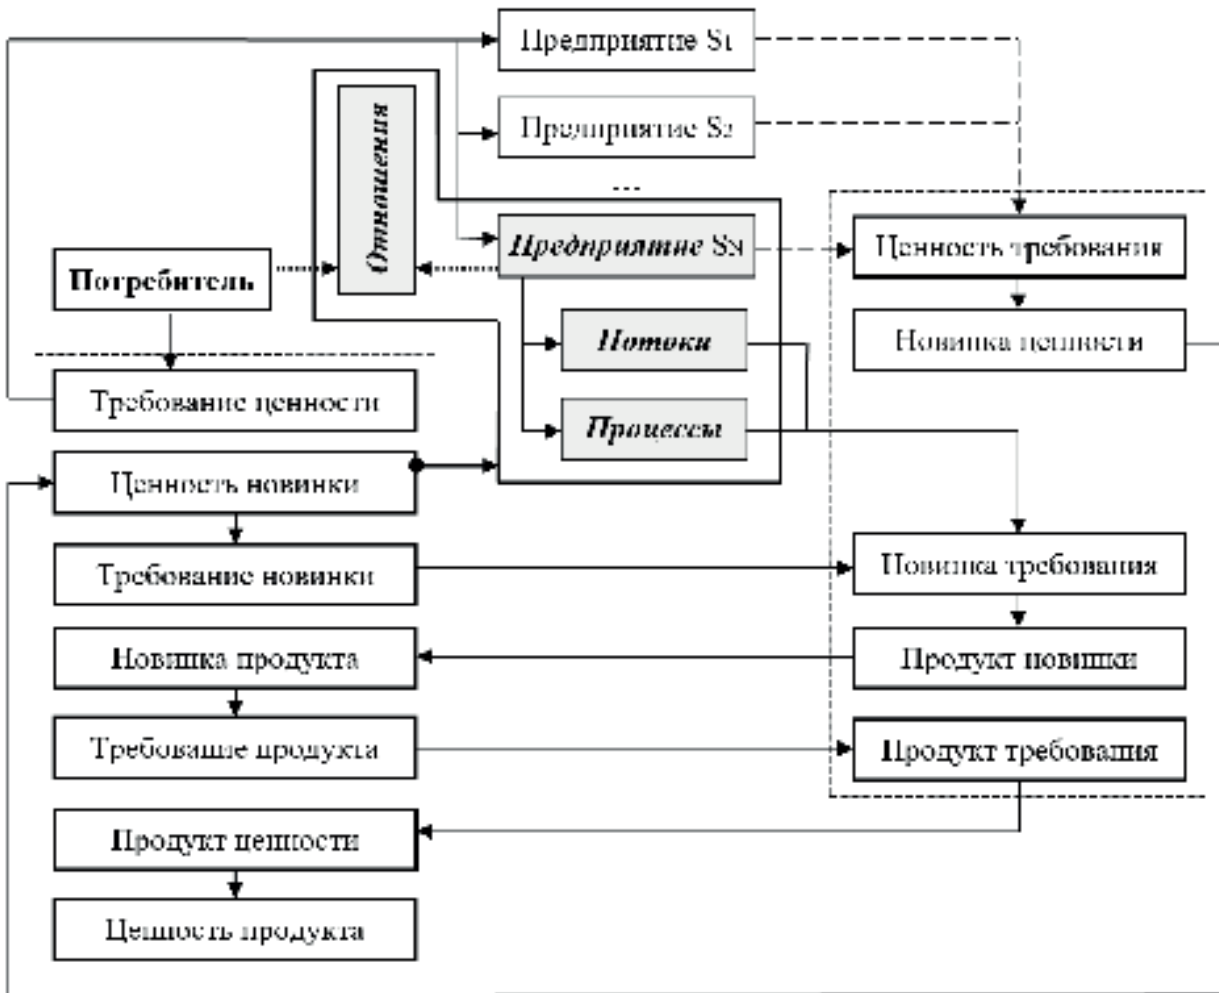 Предприятие S1
Предприятие S2
...
Отношения
Предприятие SN
Ценность требования
Потребитель
Потоки
Новинка ценности
Требование ценности
Процессы
Ценность новинки
Требование новинки
Новинка требования
Новинка продукта
Продукт новинки
Требование продукта
Продукт требования
Продукт ценности
Ценность продукта